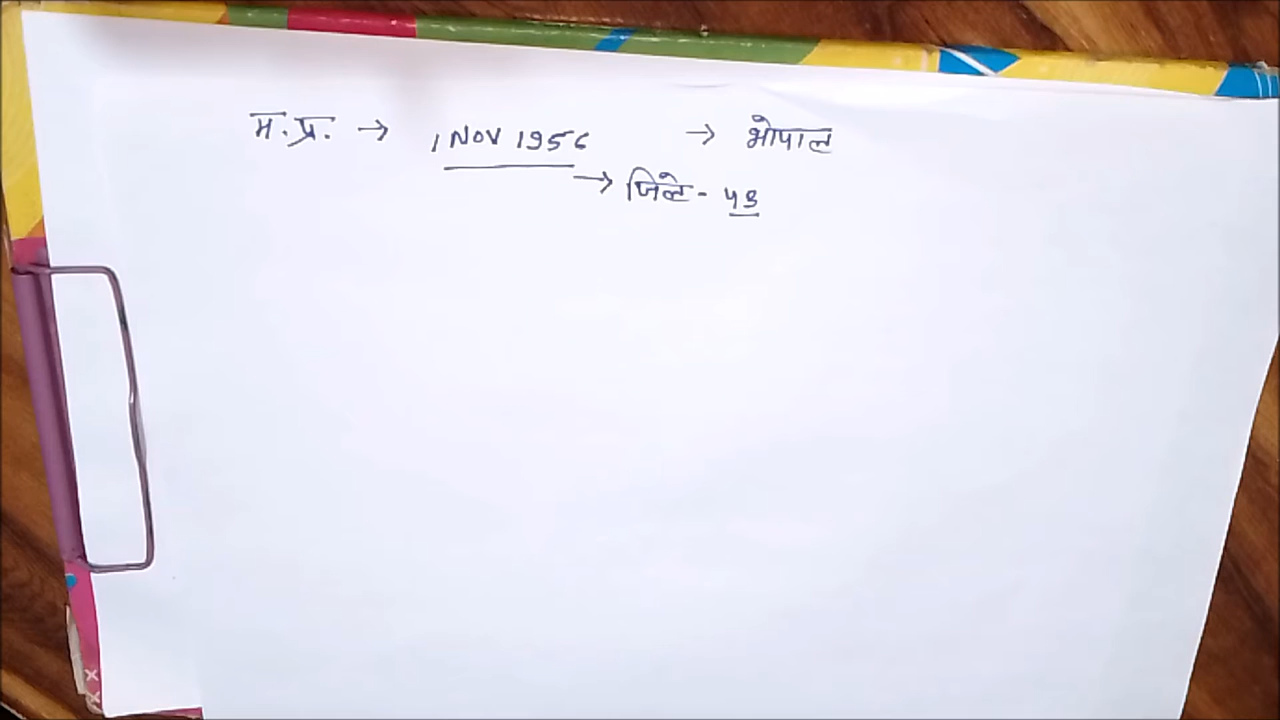 म.प्र. → 1 NOV 1956 → भोपाल
→ जिले - 43